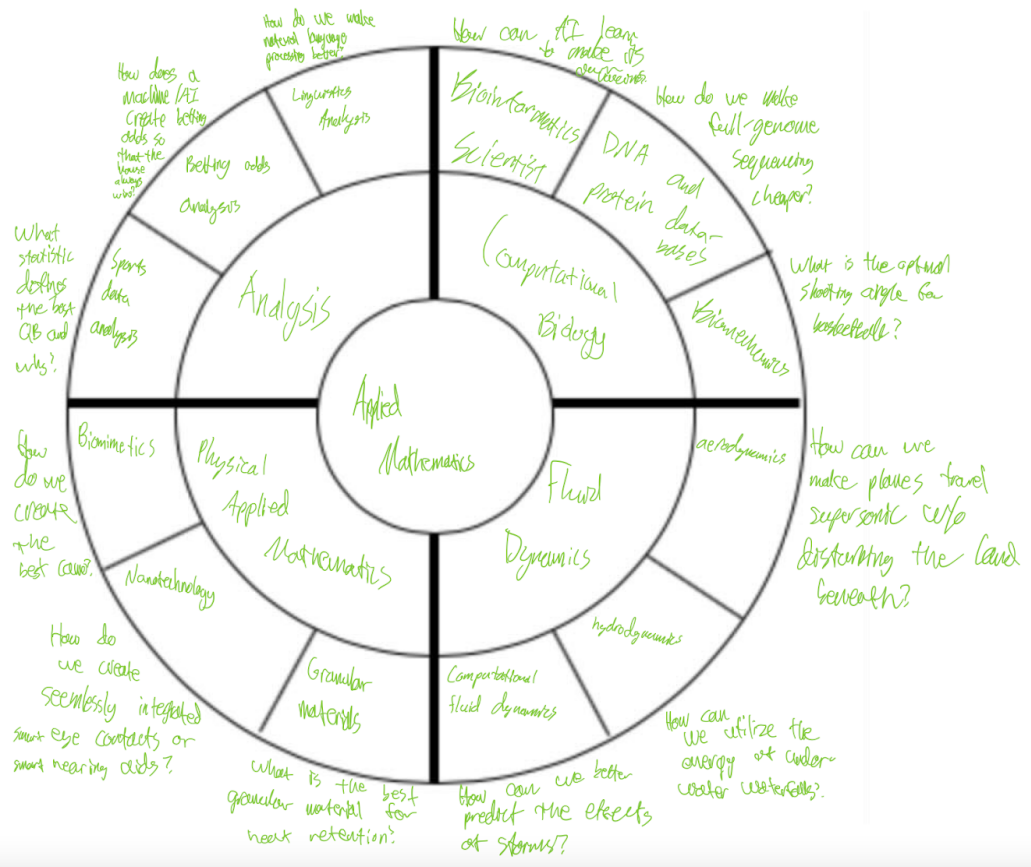 How do we make
natural language
processing better?
Linguistics
Analysis
How does a
machine/AI
create betting
odds so
that the
house
always
wins?
Betting odds
analysis
What
statistic
defines
the best
QB and
why?
Sports
data
analysis
Analysis
How can AI learn
to make its
Bioinformatics
Scientist
How do we make
full-genome
sequencing
cheaper?
DNA
and
protein data-
bases
What is the optimal
shooting angle for
basketball?
Biomechanics
Computational
Biology
Applied
Mathematics
How
do we
create
the
best
Biomimetics
Physical
Applied
Mathematics
Nanotechnology
How do
we create
seemlessly integrated
smart eye contacts or
smart hearing aids?
Granular
materials
What is the best
granular material for
heat retention?
Fluid
Dynamics
aerodynamics
How can we
make planes travel
supersonic w/o
disturbing the land
beneath?
hydrodynamics
How can
we utilize the
energy of under-
water waterfalls?
Computational
fluid dynamics
How can we better
predict the effects
of storms?